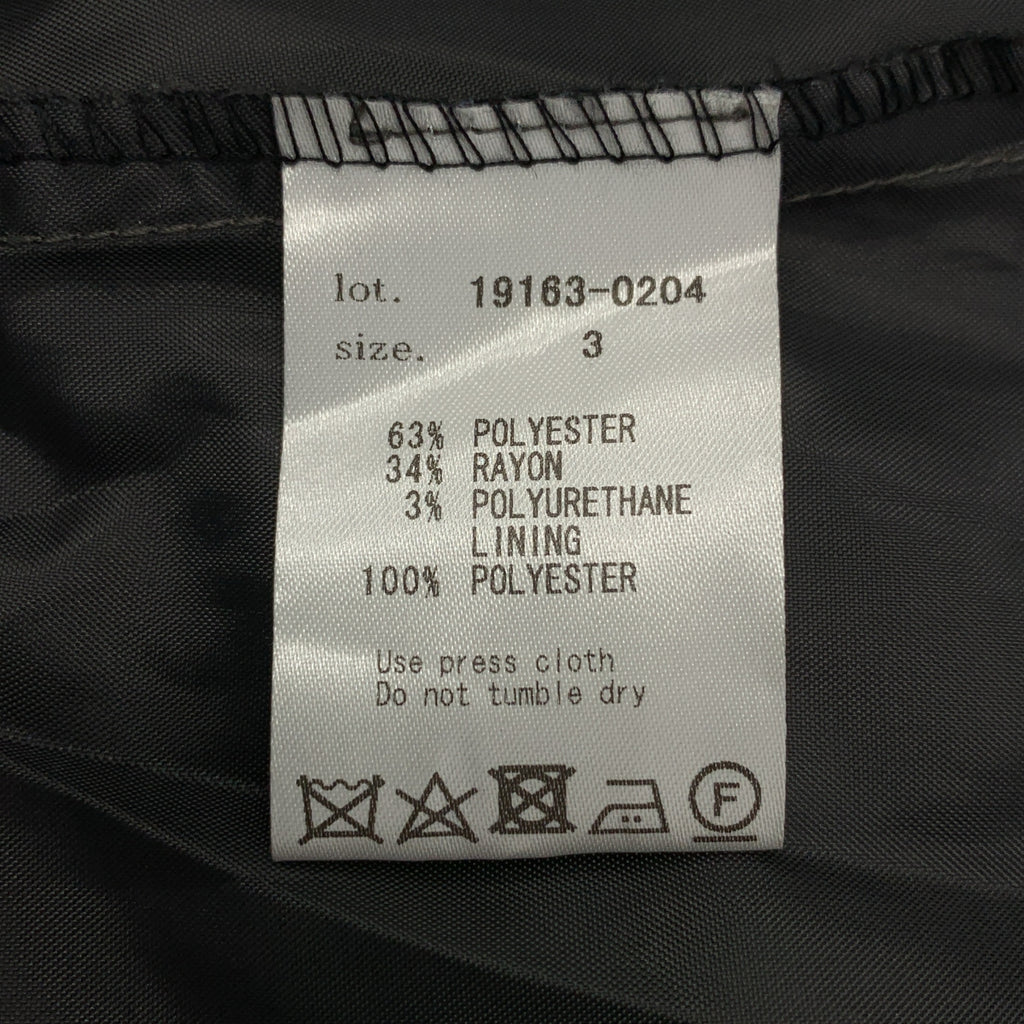 lot. 19163-0204
size. 3
63% POLYESTER
34% RAYON
3% POLYURETHANE
LINING
100% POLYESTER
Use press cloth
Do not tumble dry
F